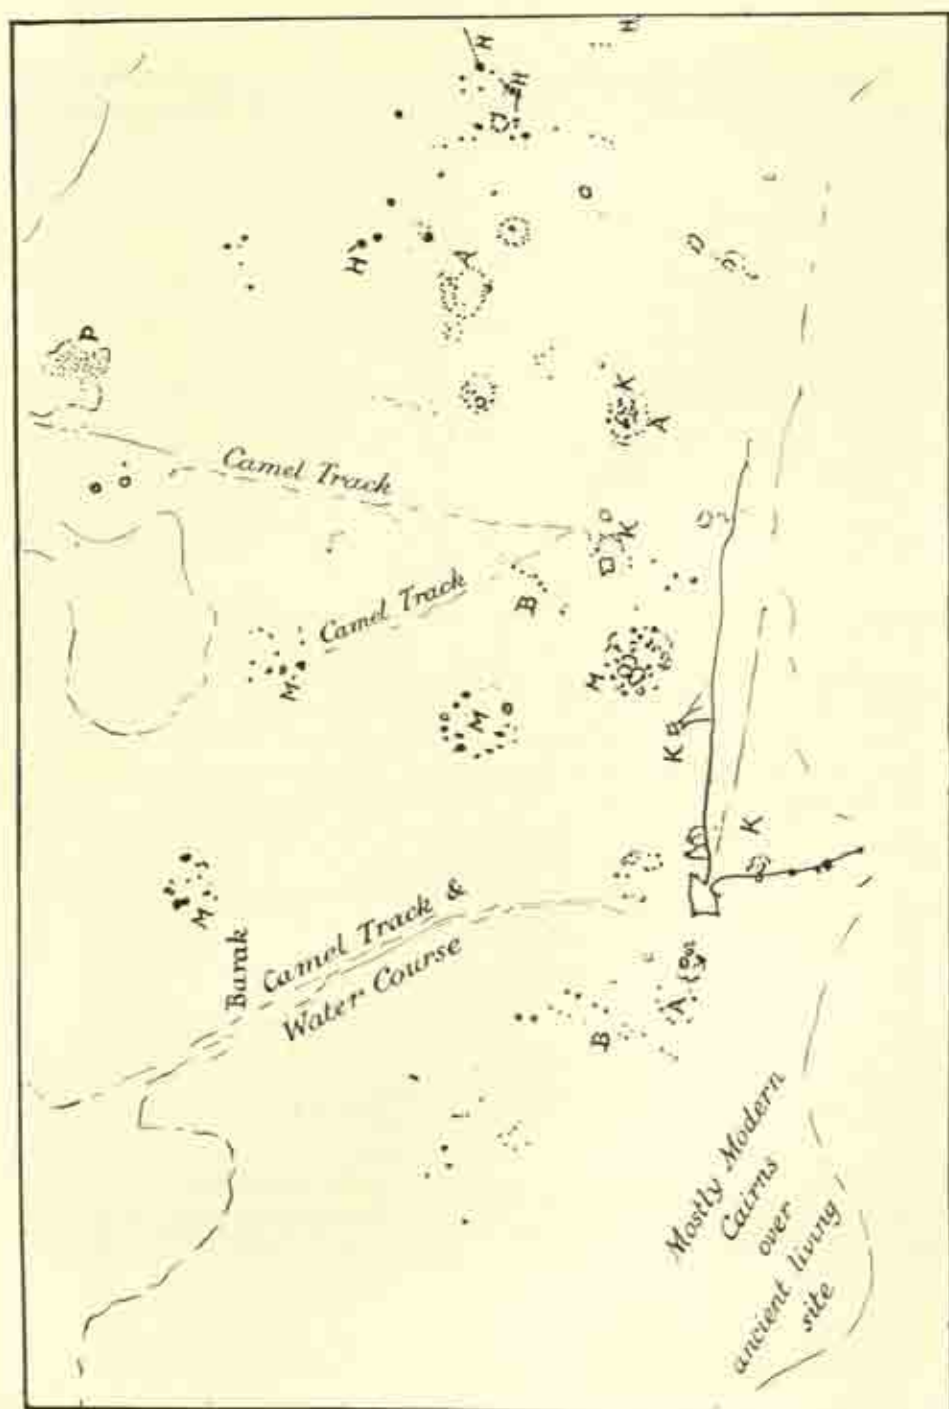 H
H
H
H
A
D
P
K
A
Camel Track
K
Camel Track
B
M
M
M
K
K
M
Barak
Camel Track &
Water Course
A
B
Mostly Modern
Cairns
over
ancient living
site